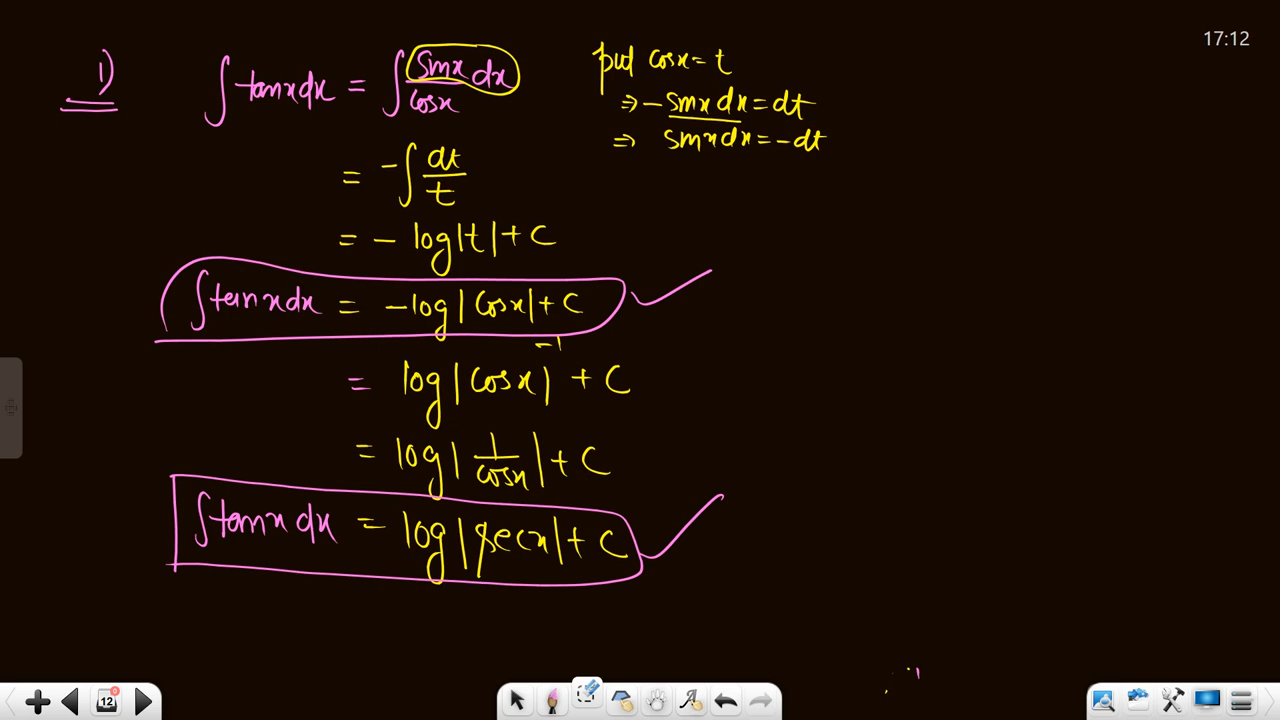 17:12
1) ∫tanx dx = ∫ sinx/cosx dx
put cosx = t
⇒ -sinx dx = dt
⇒ sinx dx = -dt
= -∫ dt/t
= - log|t| + C
∫tanx dx = -log|cosx| + C
= log|cosx|⁻¹ + C
= log|1/cosx| + C
∫tanx dx = log|secx| + C
12